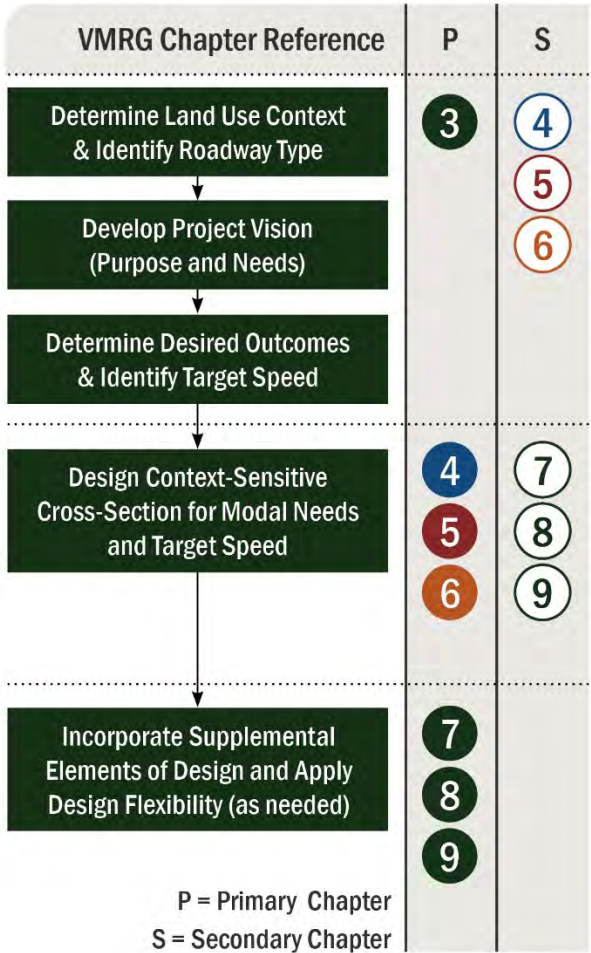 VMRG Chapter Reference P S
Determine Land Use Context
& Identify Roadway Type
3 4
5
6
Develop Project Vision
(Purpose and Needs)
Determine Desired Outcomes
& Identify Target Speed
Design Context-Sensitive
Cross-Section for Modal Needs
and Target Speed
4 7
5 8
6 9
Incorporate Supplemental
Elements of Design and Apply
Design Flexibility (as needed)
7
8
9
P = Primary Chapter
S = Secondary Chapter